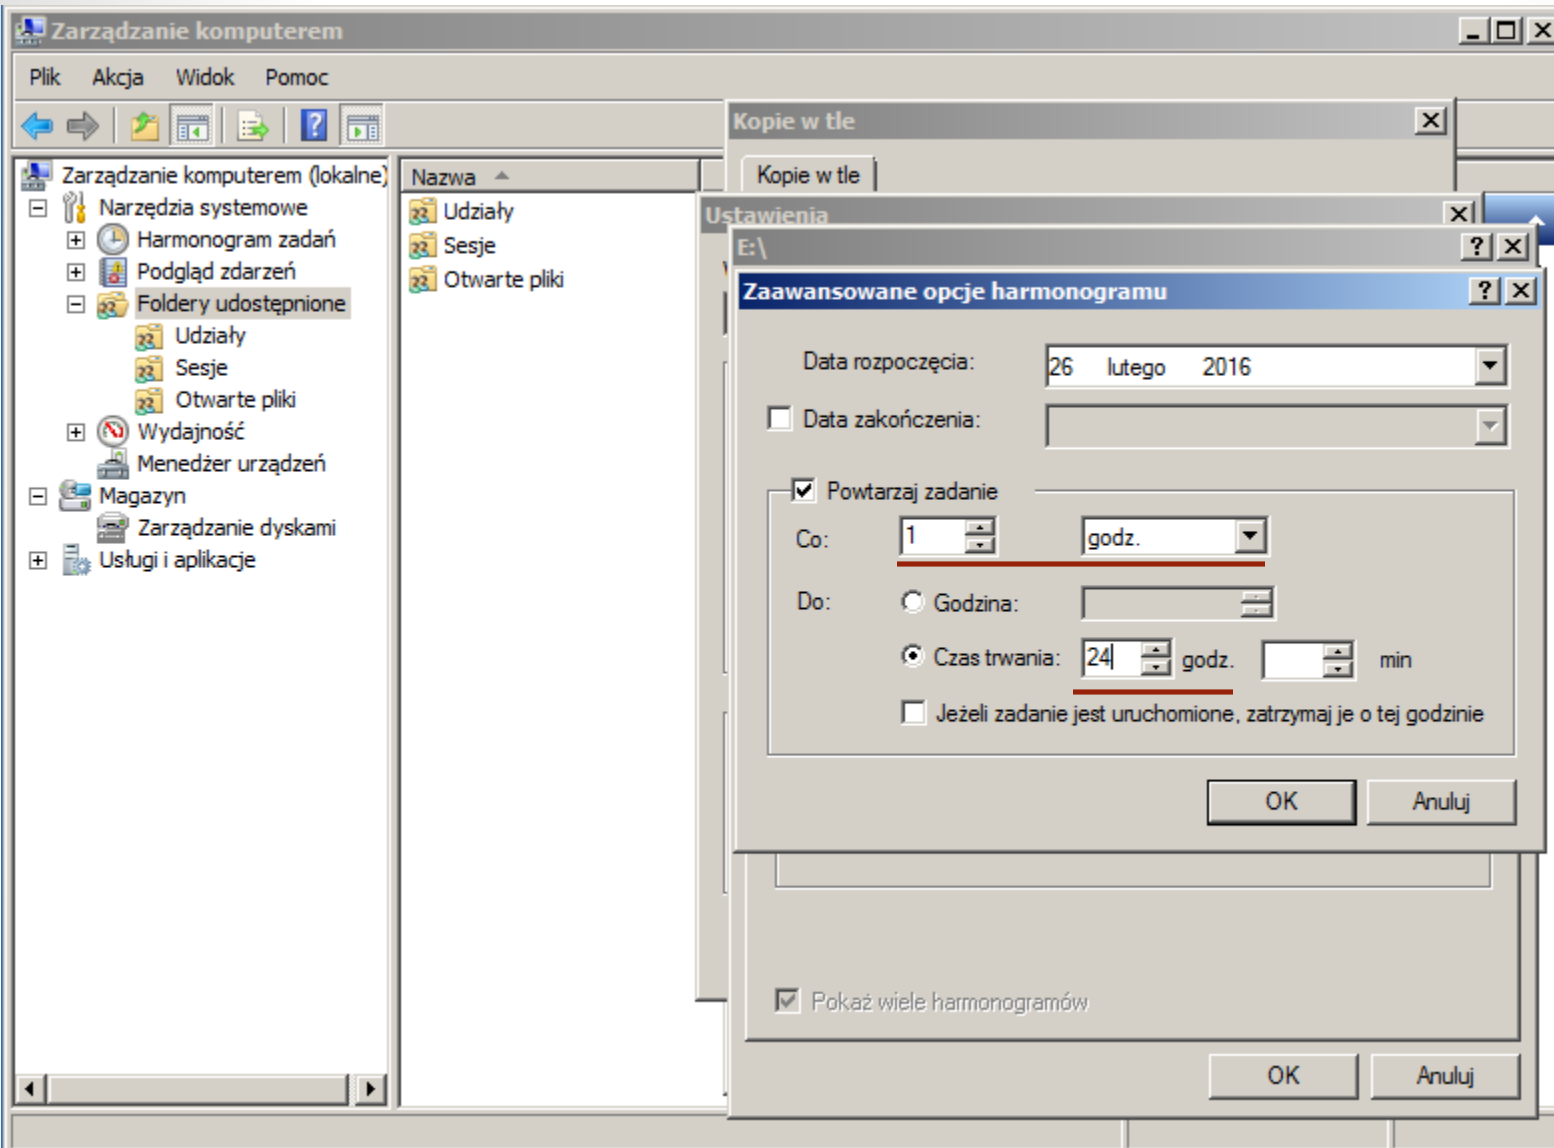 Zarządzanie komputerem
Plik Akcja Widok Pomoc
Zarządzanie komputerem (lokalne)
Narzędzia systemowe
Harmonogram zadań
Podgląd zdarzeń
Foldery udostępnione
Udziały
Sesje
Otwarte pliki
Wydajność
Menedżer urządzeń
Magazyn
Zarządzanie dyskami
Usługi i aplikacje
Nazwa
Udziały
Sesje
Otwarte pliki
Kopie w tle
Kopie w tle
Ustawienia
E:\
Zaawansowane opcje harmonogramu
Data rozpoczęcia: 26 lutego 2016
Data zakończenia:
Powtarzaj zadanie
Co: 1 godz.
Do: Godzina:
Czas trwania: 24 godz. min
Jeżeli zadanie jest uruchomione, zatrzymaj je o tej godzinie
OK Anuluj
Pokaż wiele harmonogramów
OK Anuluj